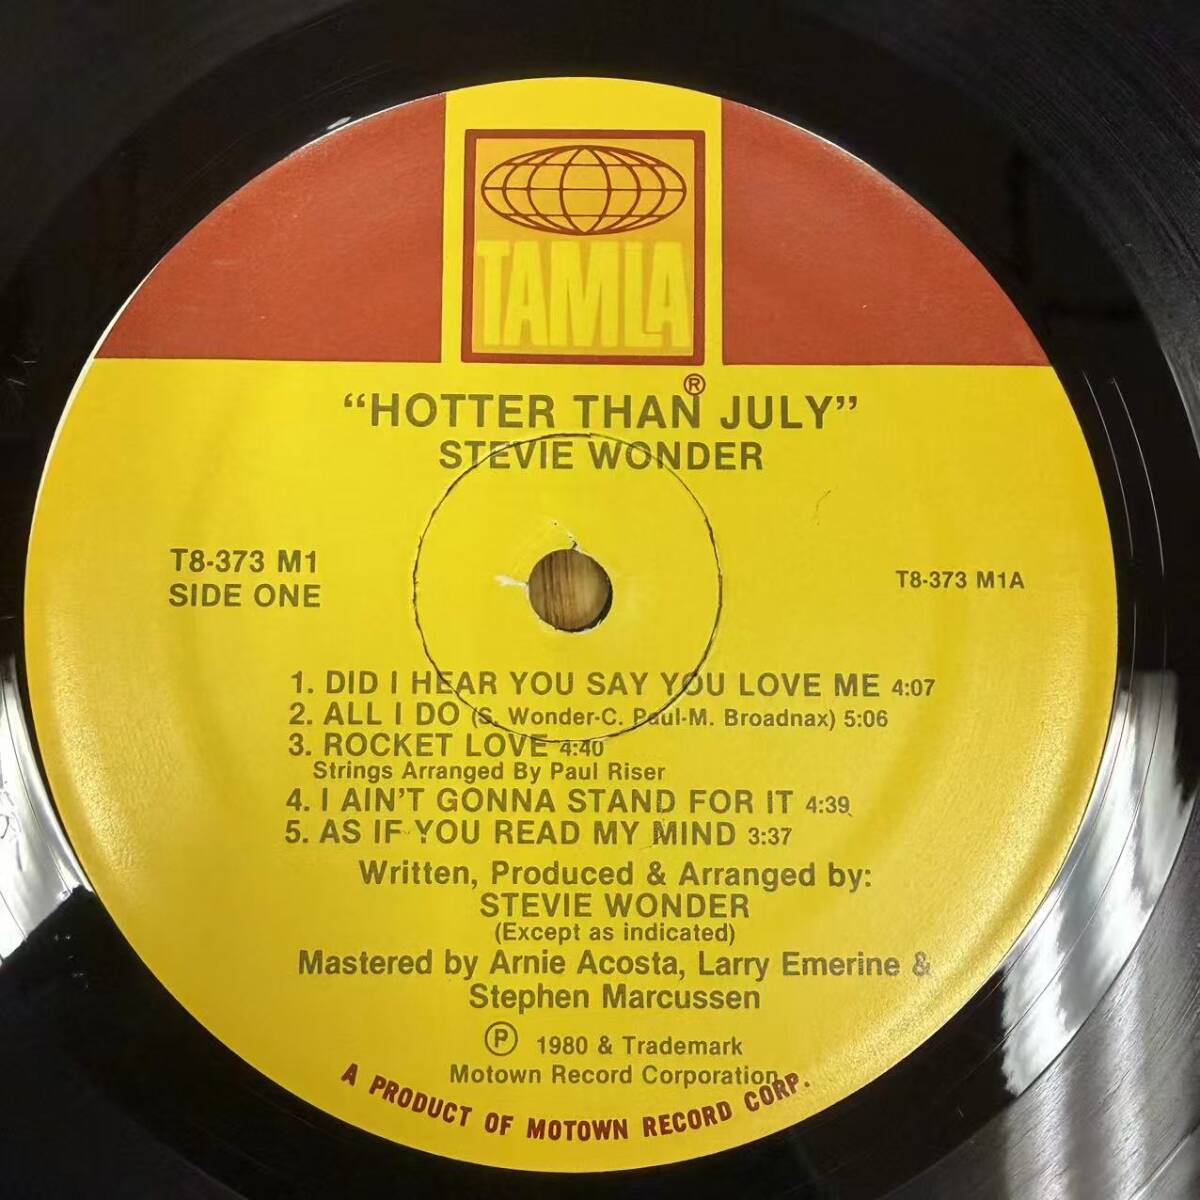 TAMLA
®
“HOTTER THAN JULY”
STEVIE WONDER
T8-373 M1
SIDE ONE
T8-373 M1A
1. DID I HEAR YOU SAY YOU LOVE ME 4:07
2. ALL I DO (S. Wonder-C. Paul-M. Broadnax) 5:06
3. ROCKET LOVE 4:40
Strings Arranged By Paul Riser
4. I AIN'T GONNA STAND FOR IT 4:39
5. AS IF YOU READ MY MIND 3:37
Written, Produced & Arranged by:
STEVIE WONDER
(Except as indicated)
Mastered by Arnie Acosta, Larry Emerine &
Stephen Marcussen
Ⓟ 1980 & Trademark
Motown Record Corporation
A PRODUCT OF MOTOWN RECORD CORP.